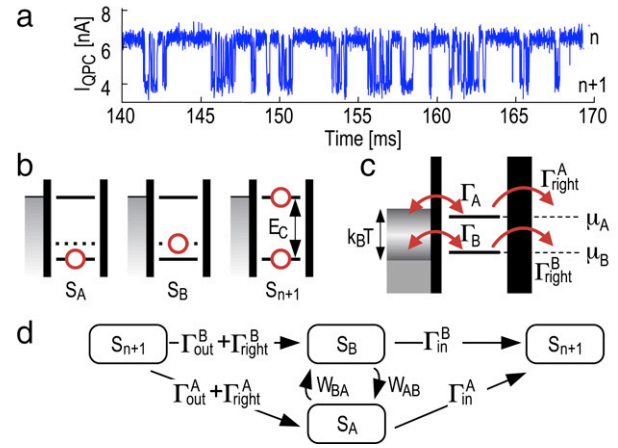 a
I_QPC [nA]
8
6
4
n
n+1
140 145 150 155 160 165 170
Time [ms]
b
S_A
S_B
E_C
S_n+1
c
k_BT
Γ_A
Γ_B
Γ^A_right
Γ^B_right
μ_A
μ_B
d
S_n+1
Γ^B_out+Γ^B_right
S_B
Γ^B_in
S_n+1
W_BA
W_AB
Γ^A_out+Γ^A_right
S_A
Γ^A_in